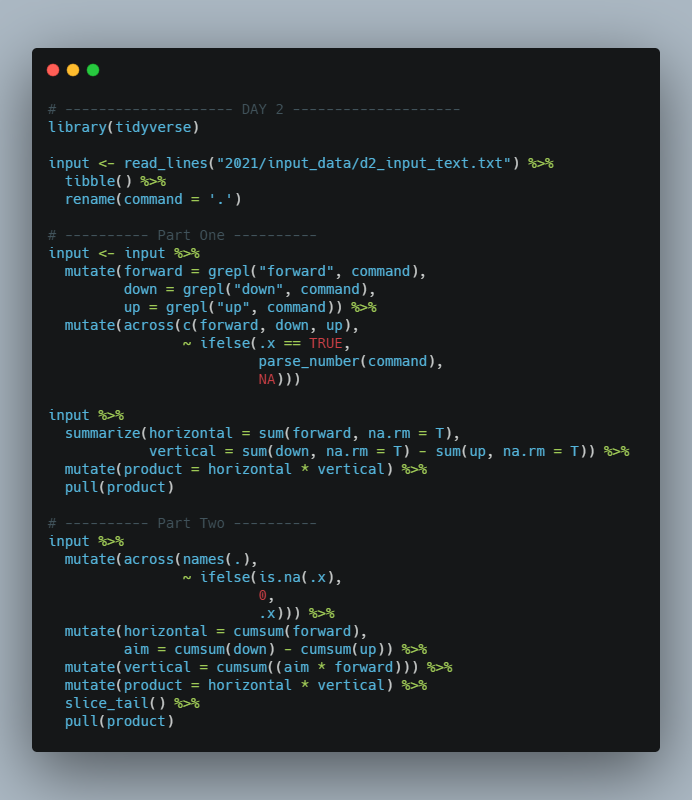 # -------------------- DAY 2 --------------------
library(tidyverse)

input <- read_lines("2021/input_data/d2_input_text.txt") %>%
  tibble() %>%
  rename(command = '.')

# ---------- Part One ----------
input <- input %>%
  mutate(forward = grepl("forward", command),
         down = grepl("down", command),
         up = grepl("up", command)) %>%
  mutate(across(c(forward, down, up),
                ~ ifelse(.x == TRUE,
                         parse_number(command),
                         NA)))

input %>%
  summarize(horizontal = sum(forward, na.rm = T),
            vertical = sum(down, na.rm = T) - sum(up, na.rm = T)) %>%
  mutate(product = horizontal * vertical) %>%
  pull(product)

# ---------- Part Two ----------
input %>%
  mutate(across(names(.),
                ~ ifelse(is.na(.x),
                         0,
                         .x))) %>%
  mutate(horizontal = cumsum(forward),
         aim = cumsum(down) - cumsum(up)) %>%
  mutate(vertical = cumsum((aim * forward))) %>%
  mutate(product = horizontal * vertical) %>%
  slice_tail() %>%
  pull(product)